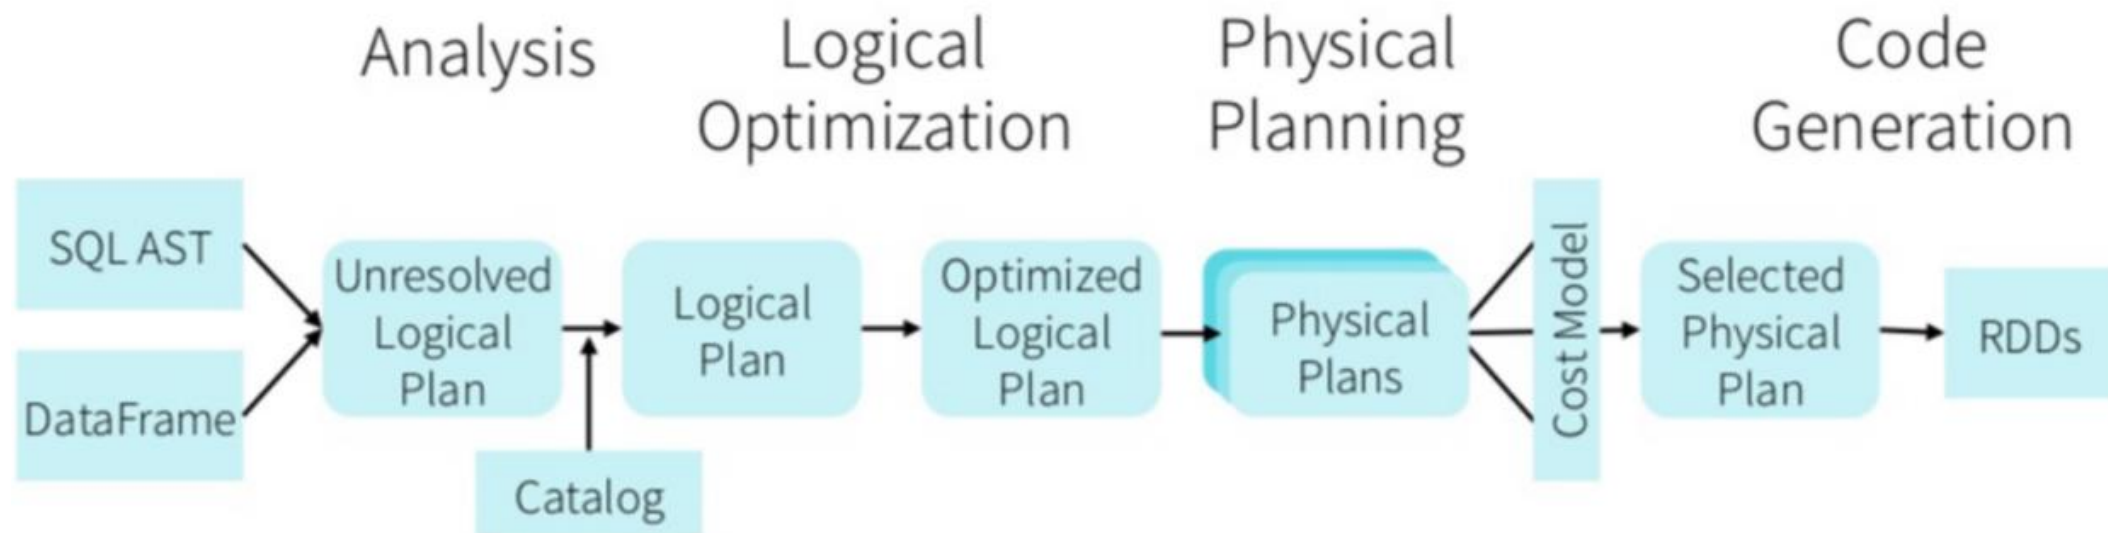 Analysis
Logical
Optimization
Physical
Planning
Code
Generation
SQL AST
DataFrame
Unresolved
Logical
Plan
Catalog
Logical
Plan
Optimized
Logical
Plan
Physical
Plans
Cost Model
Selected
Physical
Plan
RDDs